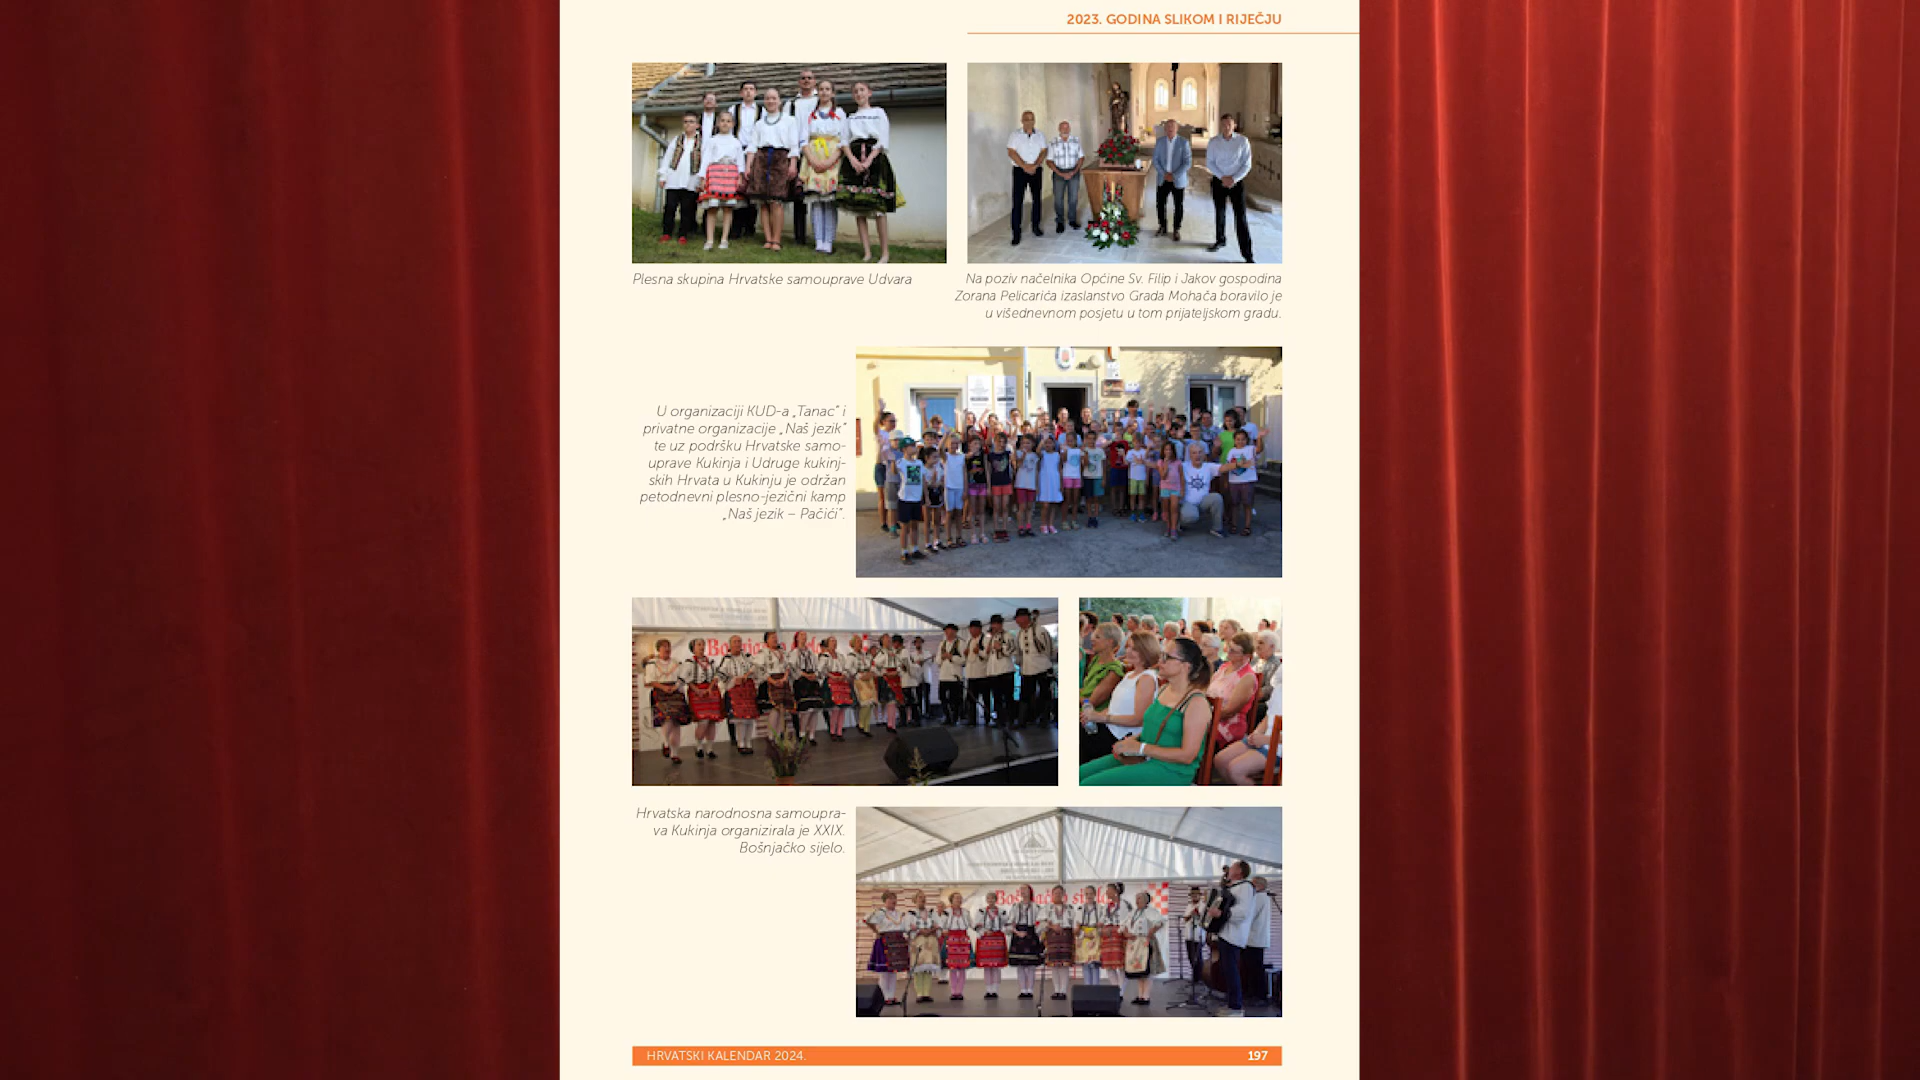 2023. GODINA SLIKOM I RIJEČJU
Plesna skupina Hrvatske samouprave Udvara
Na poziv načelnika Općine Sv. Filip i Jakov gospodina
Zorana Pelicarića izaslanstvo Grada Mohača boravilo je
u višednevnom posjetu u tom prijateljskom gradu.
U organizaciji KUD-a „Tanac” i
privatne organizacije „Naš jezik”
te uz podršku Hrvatske samo-
uprave Kukinja i Udruge kukinj-
skih Hrvata u Kukinju je održan
petodnevni plesno-jezični kamp
„Naš jezik – Pačići”.
Hrvatska narodnosna samoupra-
va Kukinja organizirala je XXIX.
Bošnjačko sijelo.
HRVATSKI KALENDAR 2024.
197